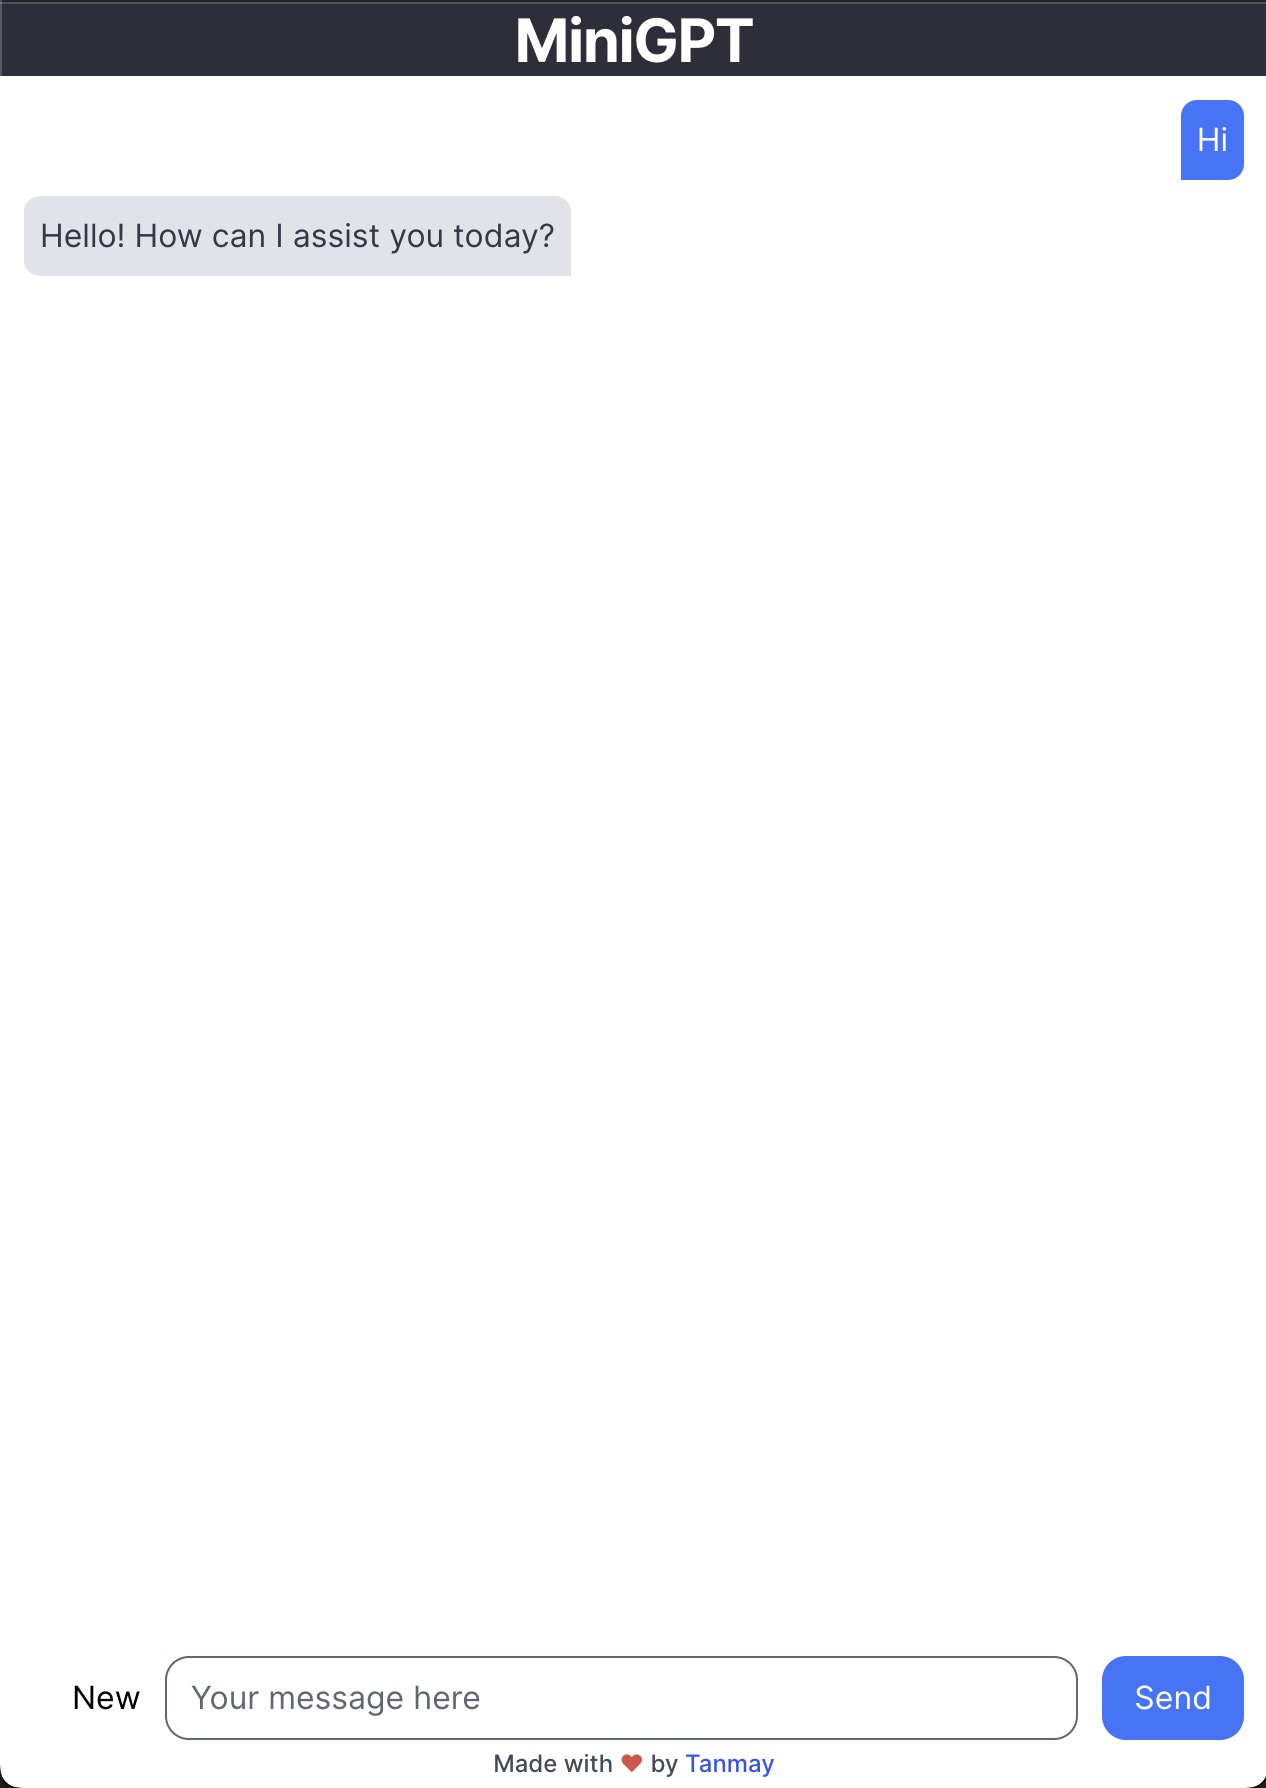 MiniGPT
Hi
Hello! How can I assist you today?
New
Your message here
Send
Made with ❤ by Tanmay